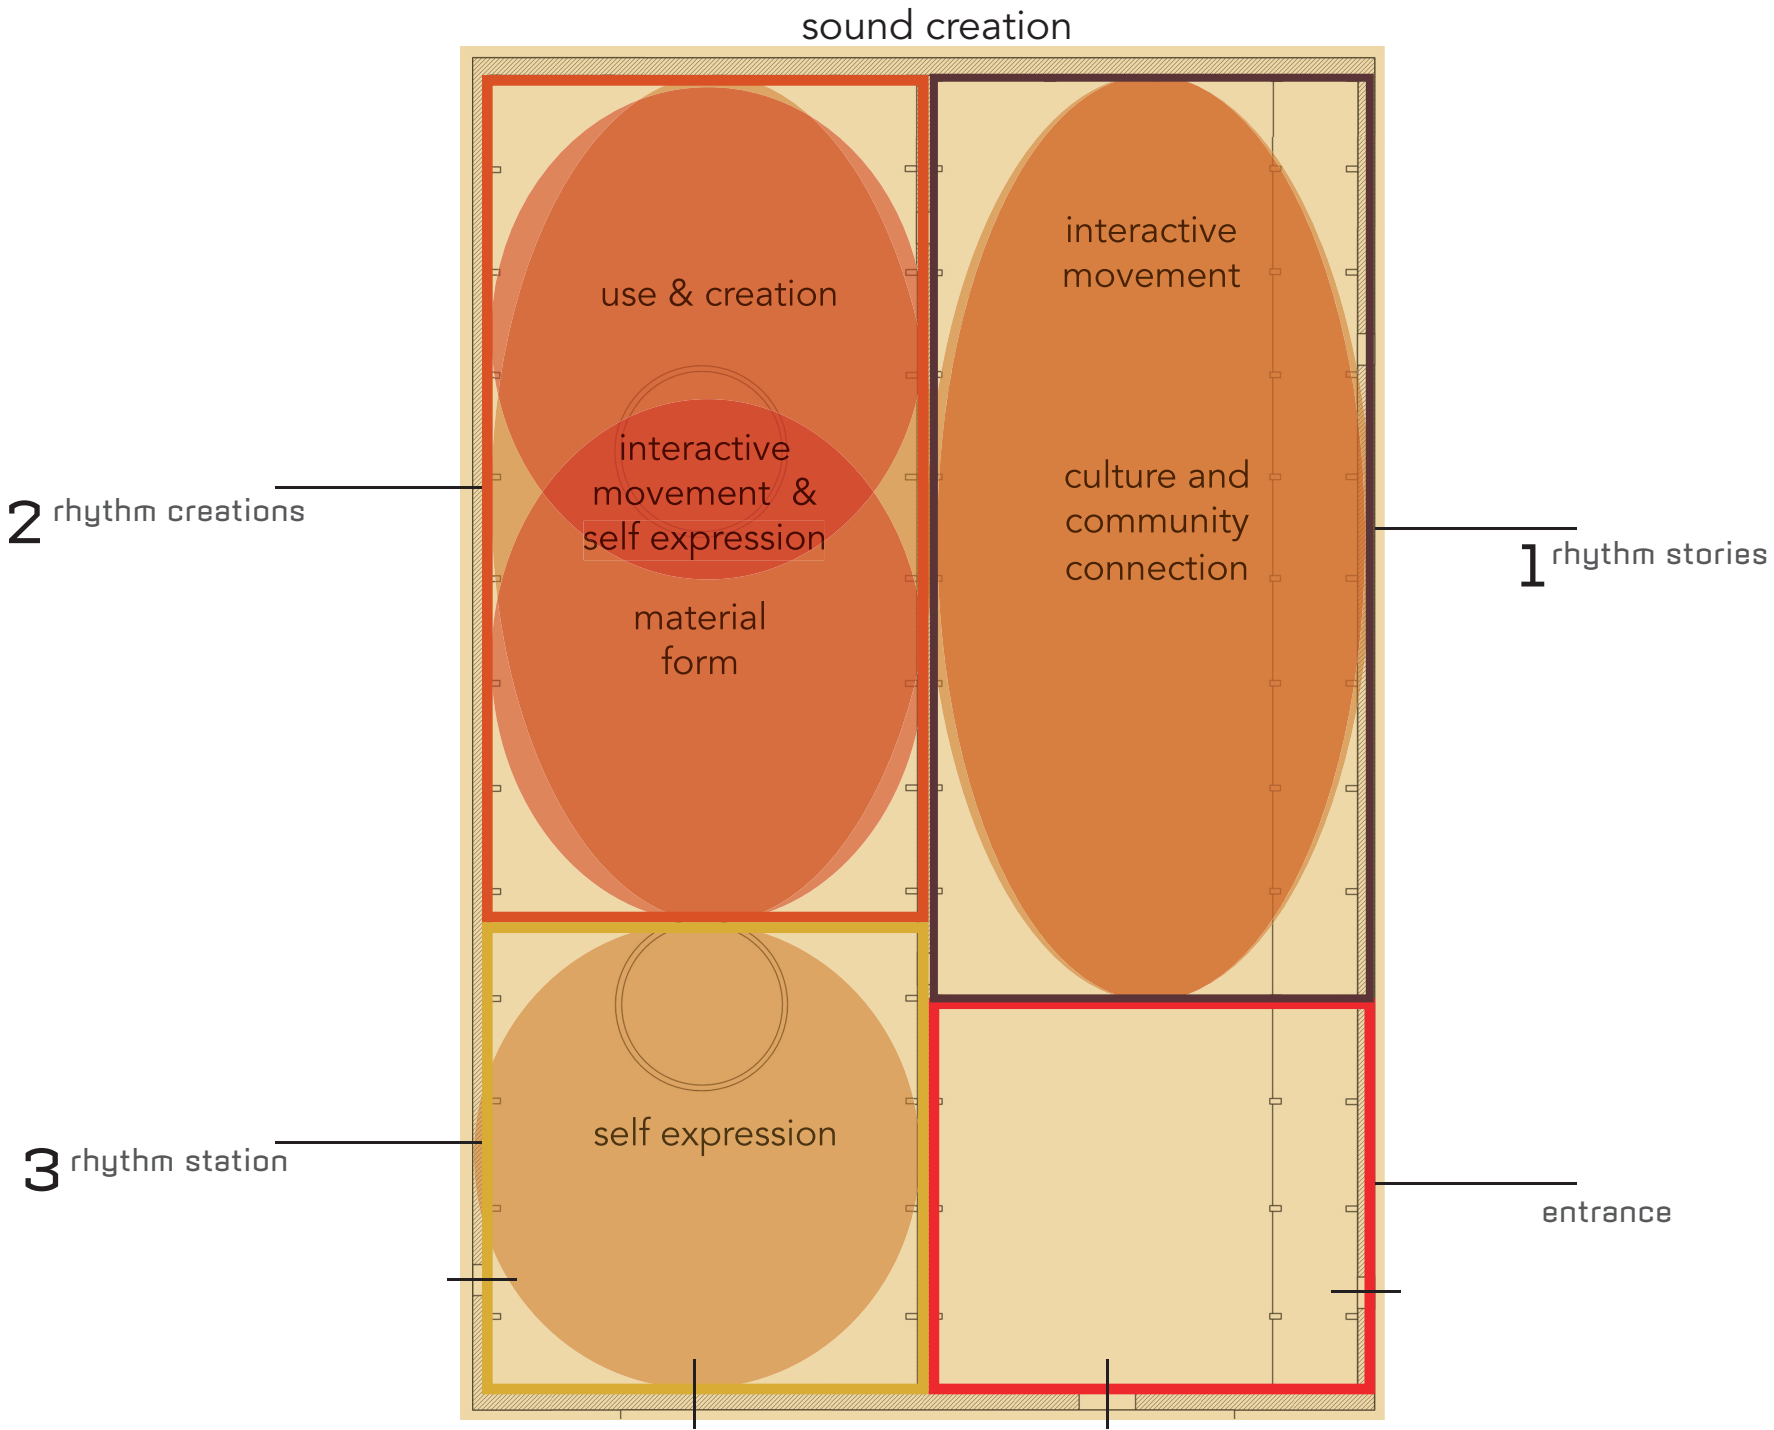 sound creation
use & creation
interactive
movement &
self expression
material
form
interactive
movement
culture and
community
connection
2 rhythm creations
1 rhythm stories
self expression
3 rhythm station
entrance